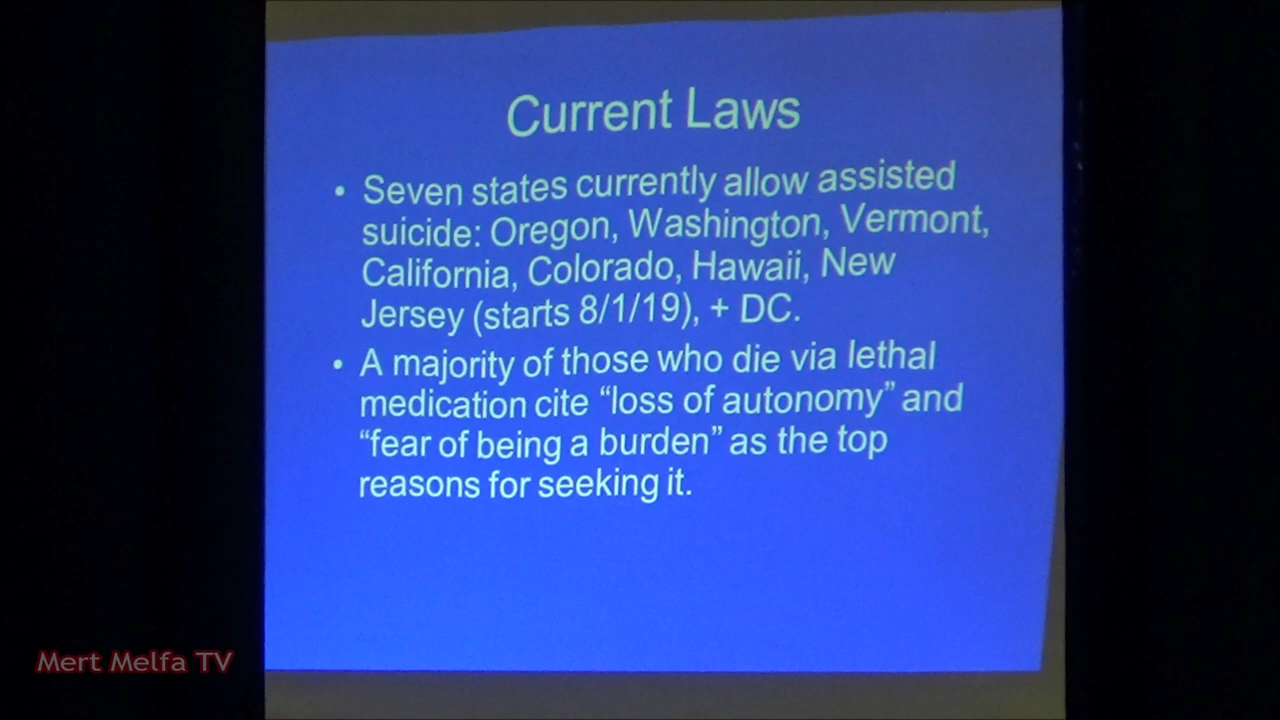 Current Laws
• Seven states currently allow assisted
suicide: Oregon, Washington, Vermont,
California, Colorado, Hawaii, New
Jersey (starts 8/1/19), + DC.
• A majority of those who die via lethal
medication cite “loss of autonomy” and
“fear of being a burden” as the top
reasons for seeking it.
Mert Melfa TV